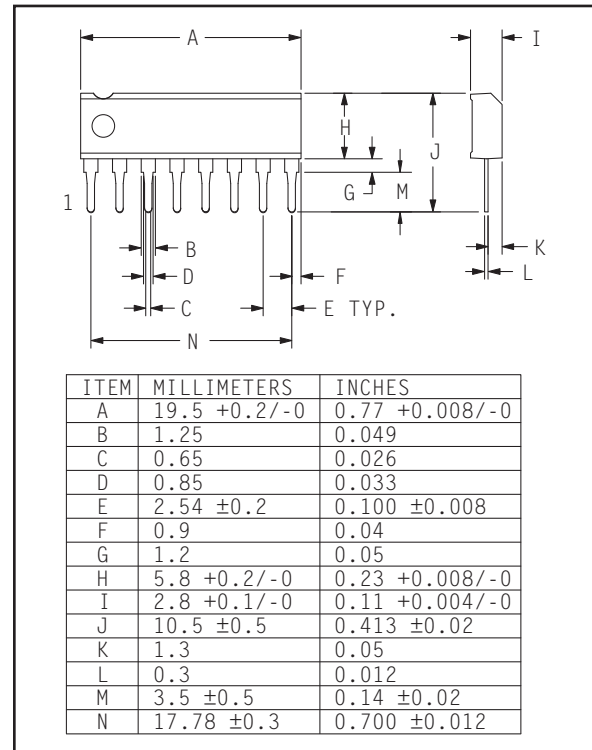 A
I
H
J
G
M
1
K
B
L
D
F
C
E TYP.
N
ITEM MILLIMETERS INCHES
A 19.5 +0.2/-0 0.77 +0.008/-0
B 1.25 0.049
C 0.65 0.026
D 0.85 0.033
E 2.54 ±0.2 0.100 ±0.008
F 0.9 0.04
G 1.2 0.05
H 5.8 +0.2/-0 0.23 +0.008/-0
I 2.8 +0.1/-0 0.11 +0.004/-0
J 10.5 ±0.5 0.413 ±0.02
K 1.3 0.05
L 0.3 0.012
M 3.5 ±0.5 0.14 ±0.02
N 17.78 ±0.3 0.700 ±0.012